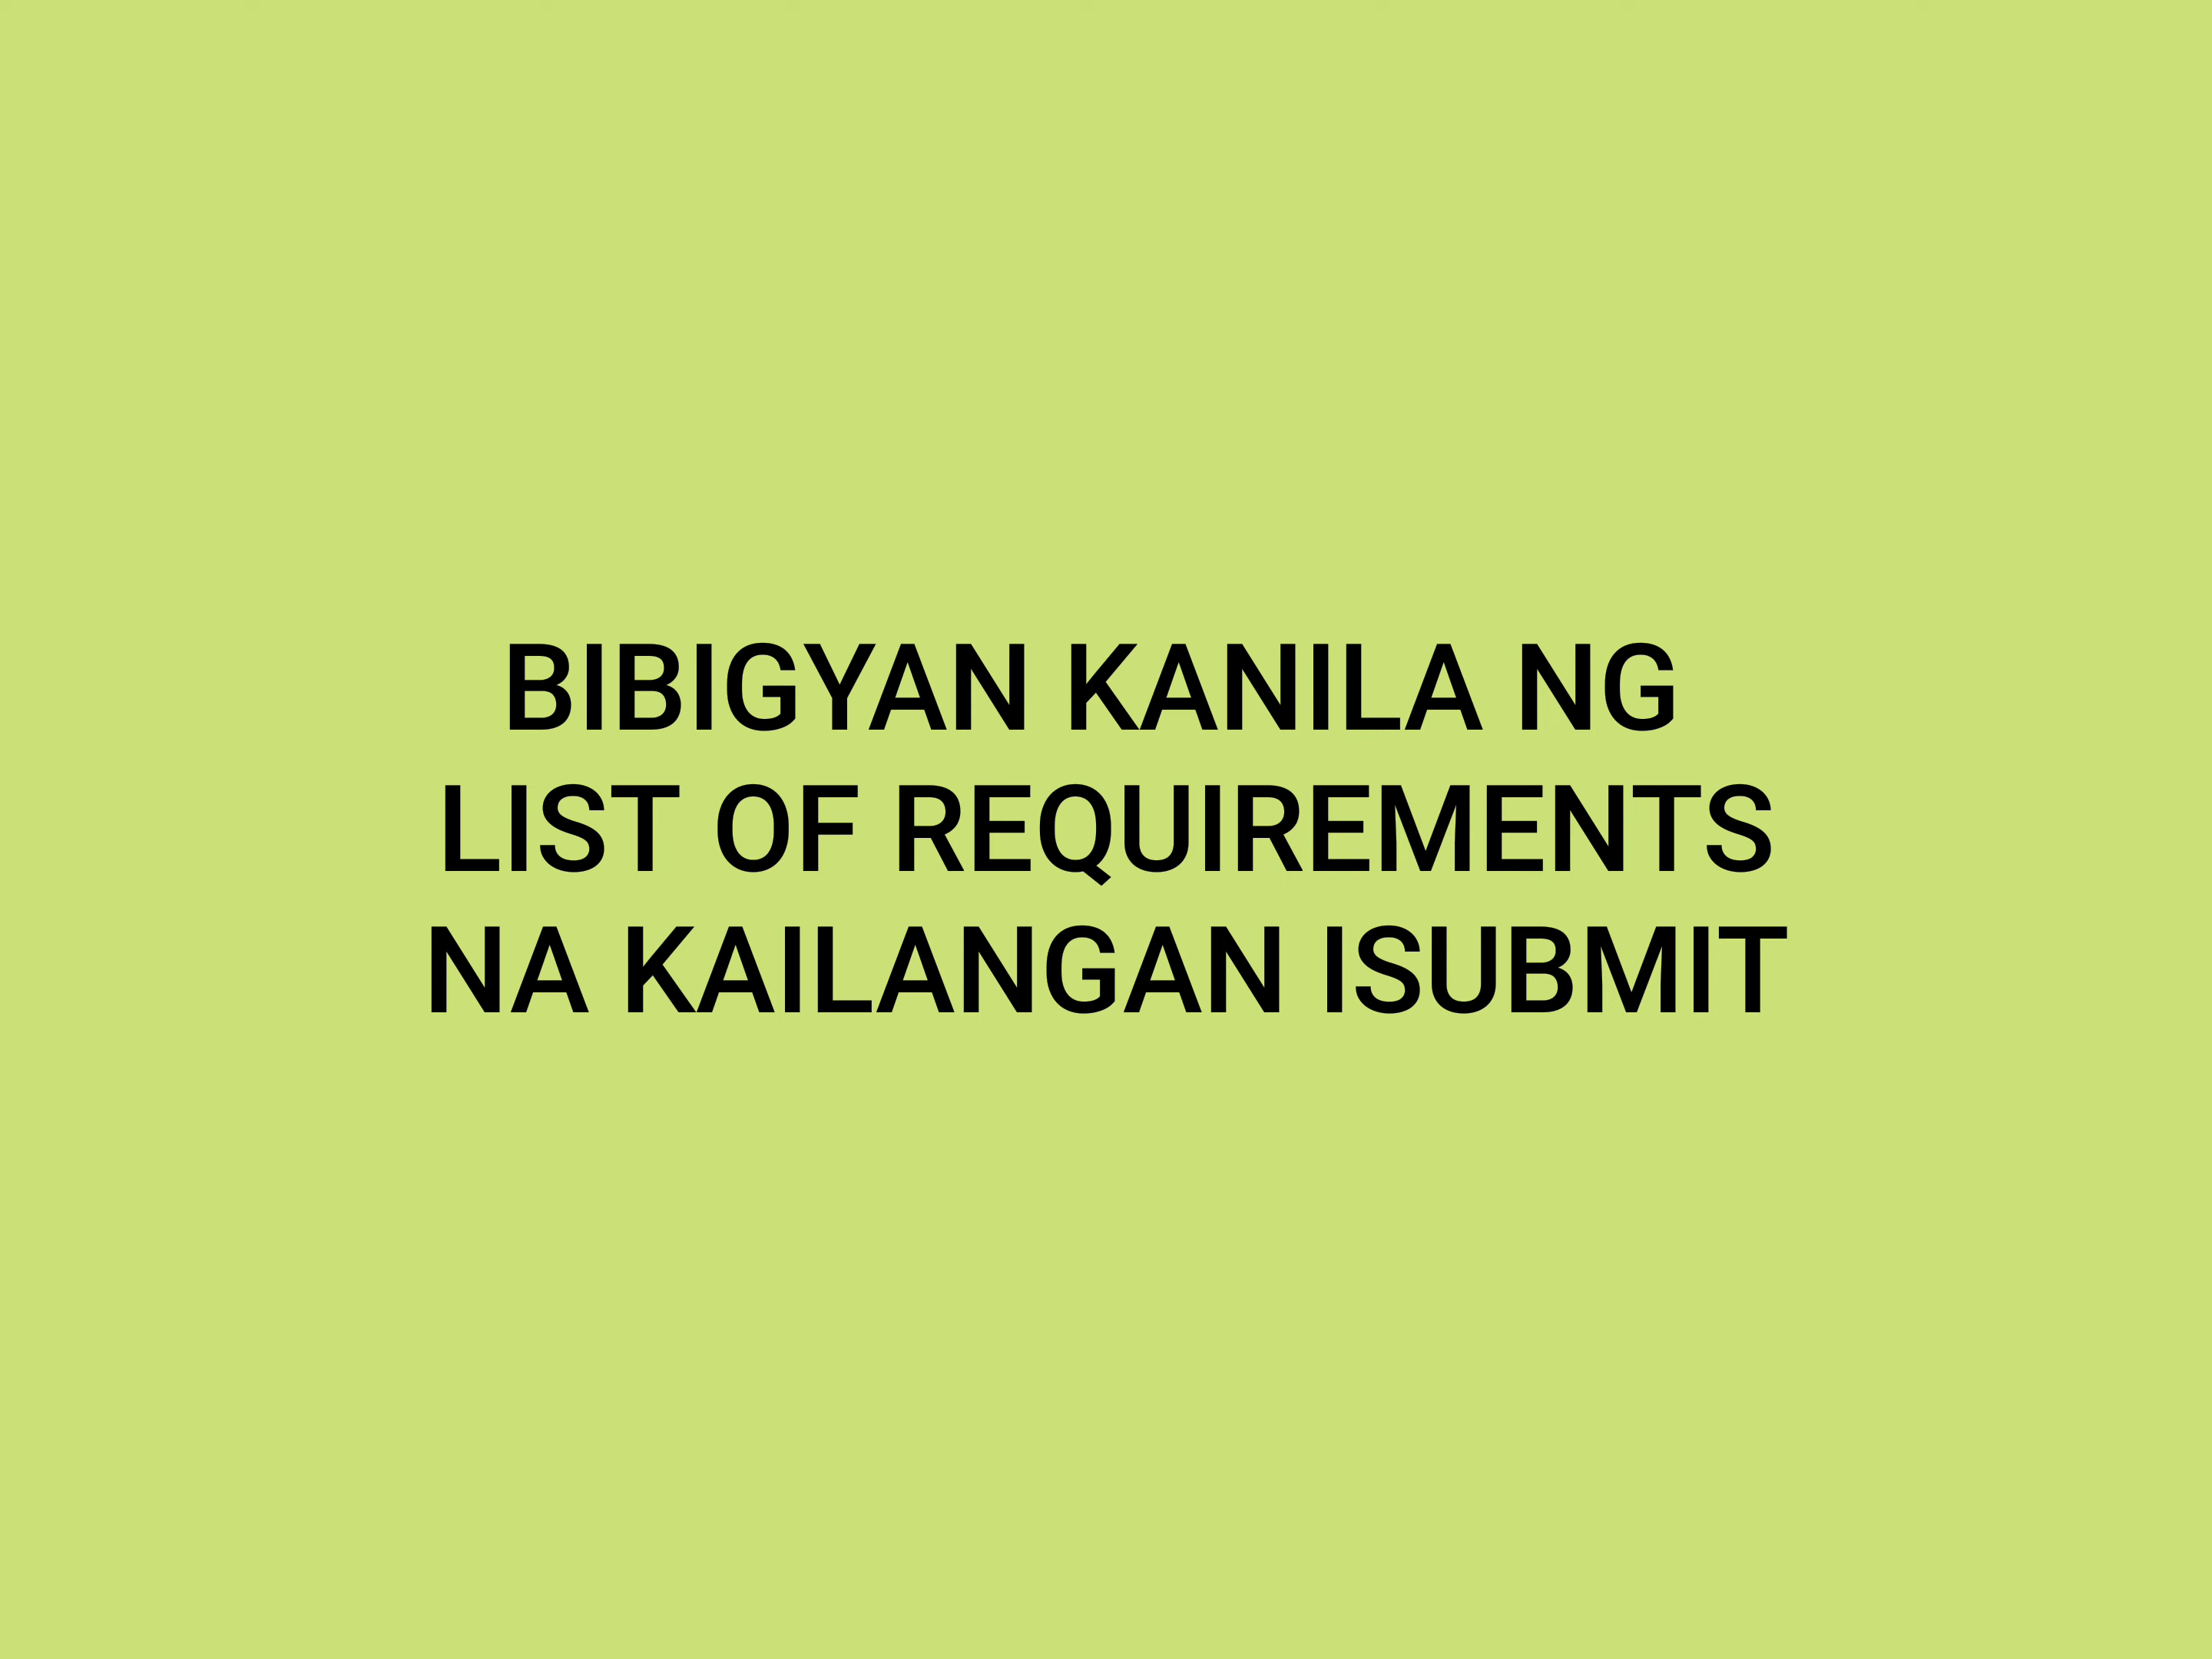 BIBIGYAN KANILA NG
LIST OF REQUIREMENTS
NA KAILANGAN ISUBMIT